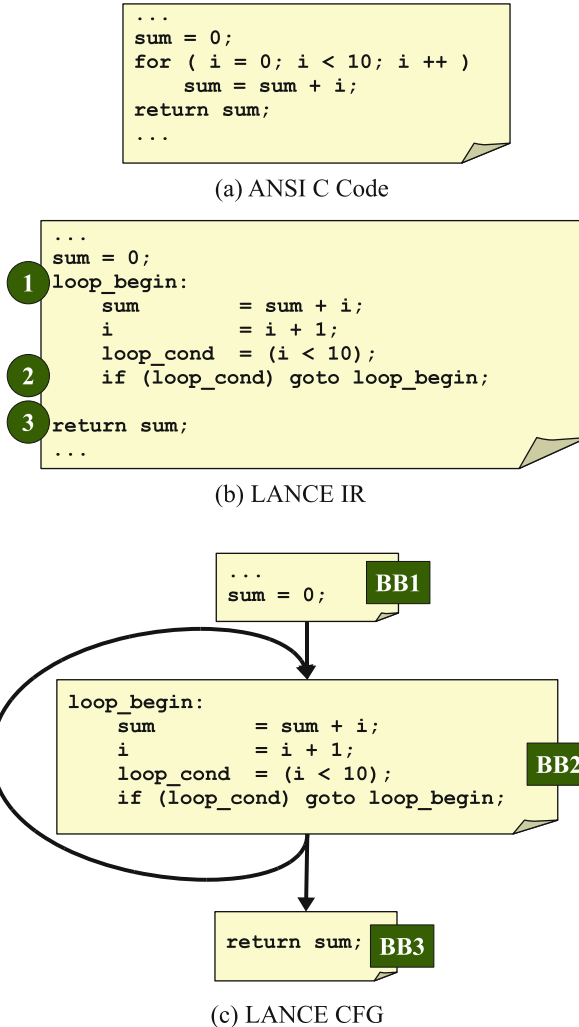 ...
sum = 0;
for ( i = 0; i < 10; i ++ )
    sum = sum + i;
return sum;
...
(a) ANSI C Code
...
sum = 0;
1 loop_begin:
    sum        = sum + i;
    i          = i + 1;
    loop_cond  = (i < 10);
2     if (loop_cond) goto loop_begin;
3 return sum;
...
(b) LANCE IR
...
sum = 0;
BB1
loop_begin:
    sum        = sum + i;
    i          = i + 1;
    loop_cond  = (i < 10);
    if (loop_cond) goto loop_begin;
BB2
return sum;
BB3
(c) LANCE CFG